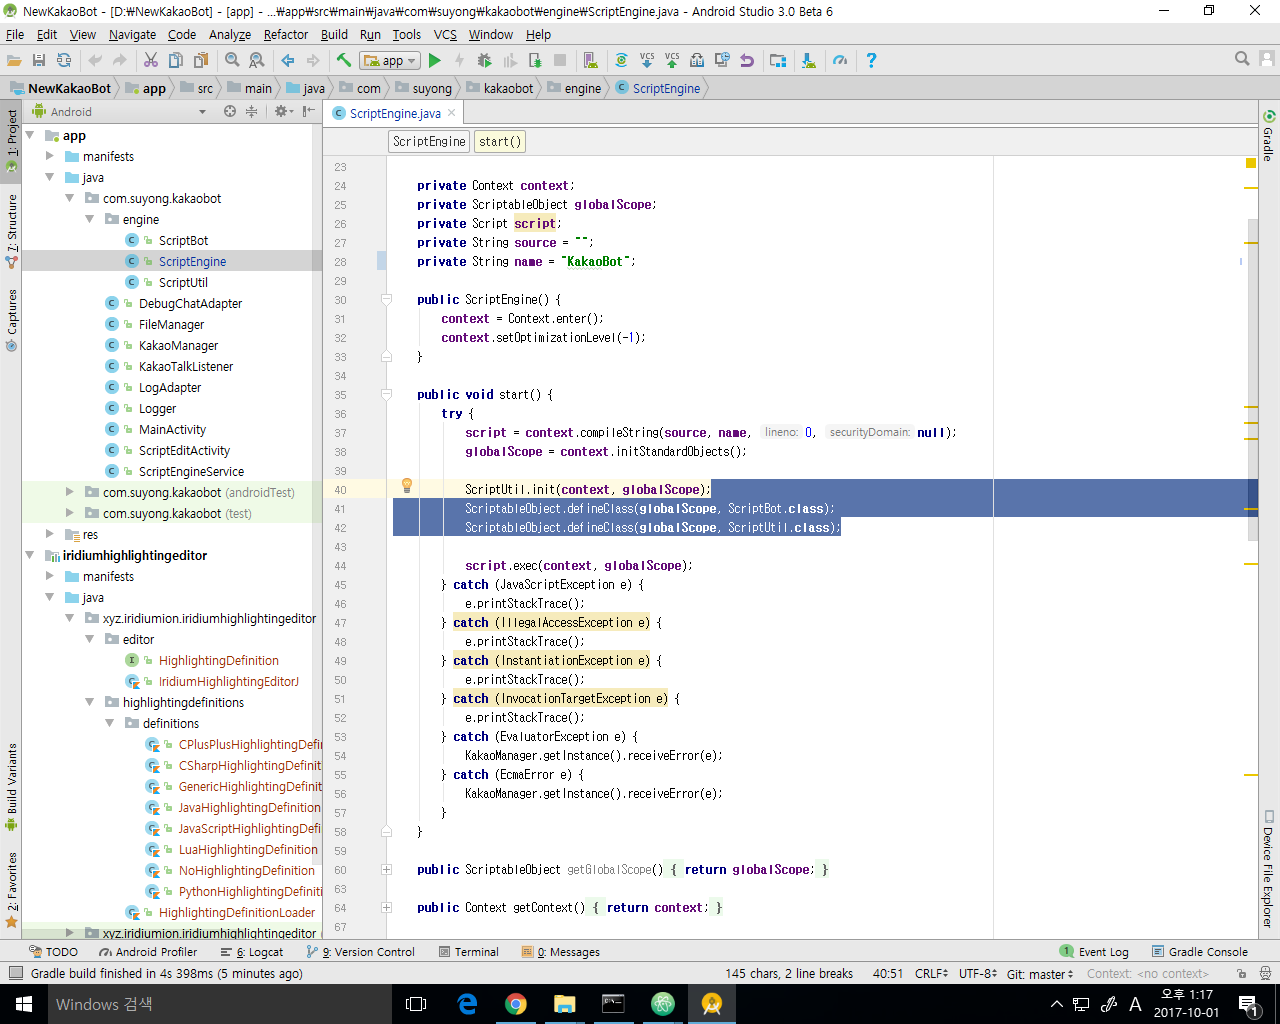 NewKakaoBot - [D:₩NewKakaoBot] - [app] - ...₩app₩src₩main₩java₩com₩suyong₩kakaobot₩engine₩ScriptEngine.java - Android Studio 3.0 Beta 6
File Edit View Navigate Code Analyze Refactor Build Run Tools VCS Window Help
app
VCS VCS
NewKakaoBot app src main java com suyong kakaobot engine ScriptEngine
Android
ScriptEngine.java
ScriptEngine start()
1: Project
7: Structure
Captures
Build Variants
2: Favorites
Gradle
Device File Explorer
app
manifests
java
com.suyong.kakaobot
engine
ScriptBot
ScriptEngine
ScriptUtil
DebugChatAdapter
FileManager
KakaoManager
KakaoTalkListener
LogAdapter
Logger
MainActivity
ScriptEditActivity
ScriptEngineService
com.suyong.kakaobot (androidTest)
com.suyong.kakaobot (test)
res
iridiumhighlightingeditor
manifests
java
xyz.iridiumion.iridiumhighlightingeditor
editor
HighlightingDefinition
IridiumHighlightingEditorJ
highlightingdefinitions
definitions
CPlusPlusHighlightingDefi
CSharpHighlightingDefinit
GenericHighlightingDefinit
JavaHighlightingDefinition
JavaScriptHighlightingDefi
LuaHighlightingDefinition
NoHighlightingDefinition
PythonHighlightingDefiniti
HighlightingDefinitionLoader
xyz.iridiumion.iridiumhighlightingeditor (
23
24 private Context context;
25 private ScriptableObject globalScope;
26 private Script script;
27 private String source = "";
28 private String name = "KakaoBot";
29
30 public ScriptEngine() {
31 context = Context.enter();
32 context.setOptimizationLevel(-1);
33 }
34
35 public void start() {
36 try {
37 script = context.compileString(source, name, lineno: 0, securityDomain: null);
38 globalScope = context.initStandardObjects();
39
40 ScriptUtil.init(context, globalScope);
41 ScriptableObject.defineClass(globalScope, ScriptBot.class);
42 ScriptableObject.defineClass(globalScope, ScriptUtil.class);
43
44 script.exec(context, globalScope);
45 } catch (JavaScriptException e) {
46 e.printStackTrace();
47 } catch (IllegalAccessException e) {
48 e.printStackTrace();
49 } catch (InstantiationException e) {
50 e.printStackTrace();
51 } catch (InvocationTargetException e) {
52 e.printStackTrace();
53 } catch (EvaluatorException e) {
54 KakaoManager.getInstance().receiveError(e);
55 } catch (EcmaError e) {
56 KakaoManager.getInstance().receiveError(e);
57 }
58 }
59
60 public ScriptableObject getGlobalScope() { return globalScope; }
63
64 public Context getContext() { return context; }
67
TODO Android Profiler 6: Logcat 9: Version Control Terminal 0: Messages 1 Event Log Gradle Console
Gradle build finished in 4s 398ms (5 minutes ago) 145 chars, 2 line breaks 40:51 CRLF UTF-8 Git: master Context: <no context>
Windows 검색
A 오후 1:17
2017-10-01
1